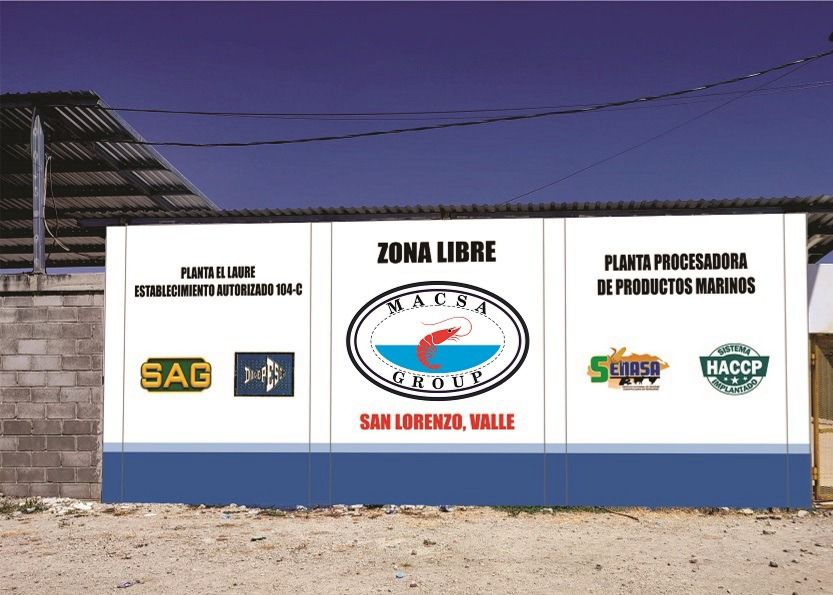 PLANTA EL LAURE
ESTABLECIMIENTO AUTORIZADO 104-C
SAG
ZONA LIBRE
MACSA
GROUP
SAN LORENZO, VALLE
PLANTA PROCESADORA
DE PRODUCTOS MARINOS
SENASA
SISTEMA
HACCP
IMPLANTADO